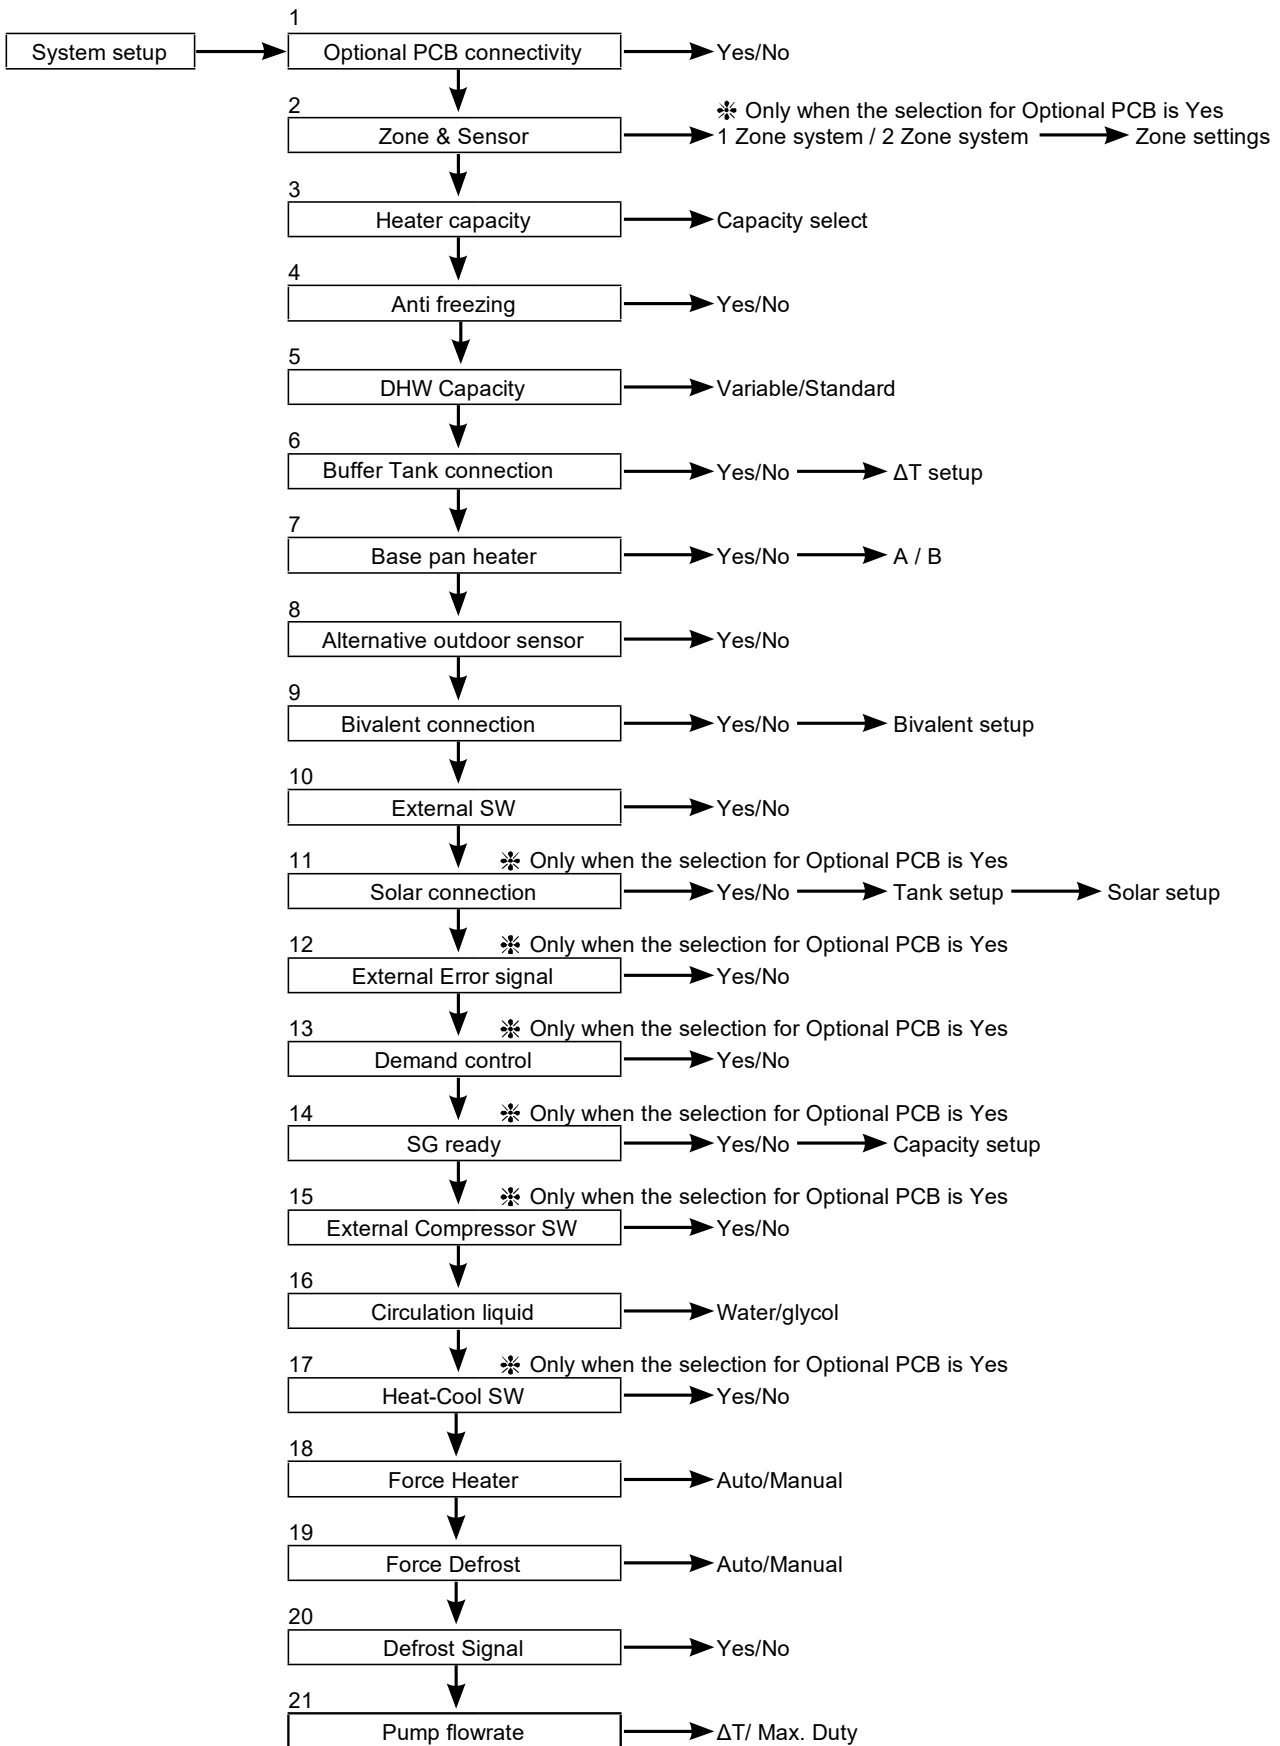 1
System setup
Optional PCB connectivity
Yes/No
2
❈ Only when the selection for Optional PCB is Yes
Zone & Sensor
1 Zone system / 2 Zone system
Zone settings
3
Heater capacity
Capacity select
4
Anti freezing
Yes/No
5
DHW Capacity
Variable/Standard
6
Buffer Tank connection
Yes/No
ΔT setup
7
Base pan heater
Yes/No
A / B
8
Alternative outdoor sensor
Yes/No
9
Bivalent connection
Yes/No
Bivalent setup
10
External SW
Yes/No
11
❈ Only when the selection for Optional PCB is Yes
Solar connection
Yes/No
Tank setup
Solar setup
12
❈ Only when the selection for Optional PCB is Yes
External Error signal
Yes/No
13
❈ Only when the selection for Optional PCB is Yes
Demand control
Yes/No
14
❈ Only when the selection for Optional PCB is Yes
SG ready
Yes/No
Capacity setup
15
❈ Only when the selection for Optional PCB is Yes
External Compressor SW
Yes/No
16
Circulation liquid
Water/glycol
17
❈ Only when the selection for Optional PCB is Yes
Heat-Cool SW
Yes/No
18
Force Heater
Auto/Manual
19
Force Defrost
Auto/Manual
20
Defrost Signal
Yes/No
21
Pump flowrate
ΔT/ Max. Duty